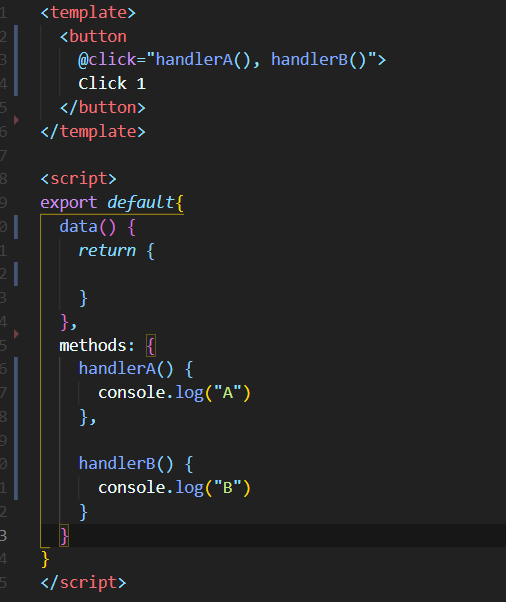 1 <template>
2 <button
3 @click="handlerA(), handlerB()">
4 Click 1
5 </button>
6 </template>
7
8 <script>
9 export default{
0 data() {
1 return {
2
3 }
4 },
5 methods: {
6 handlerA() {
7 console.log("A")
8 },
9
0 handlerB() {
1 console.log("B")
2 }
3 }
4 }
5 </script>